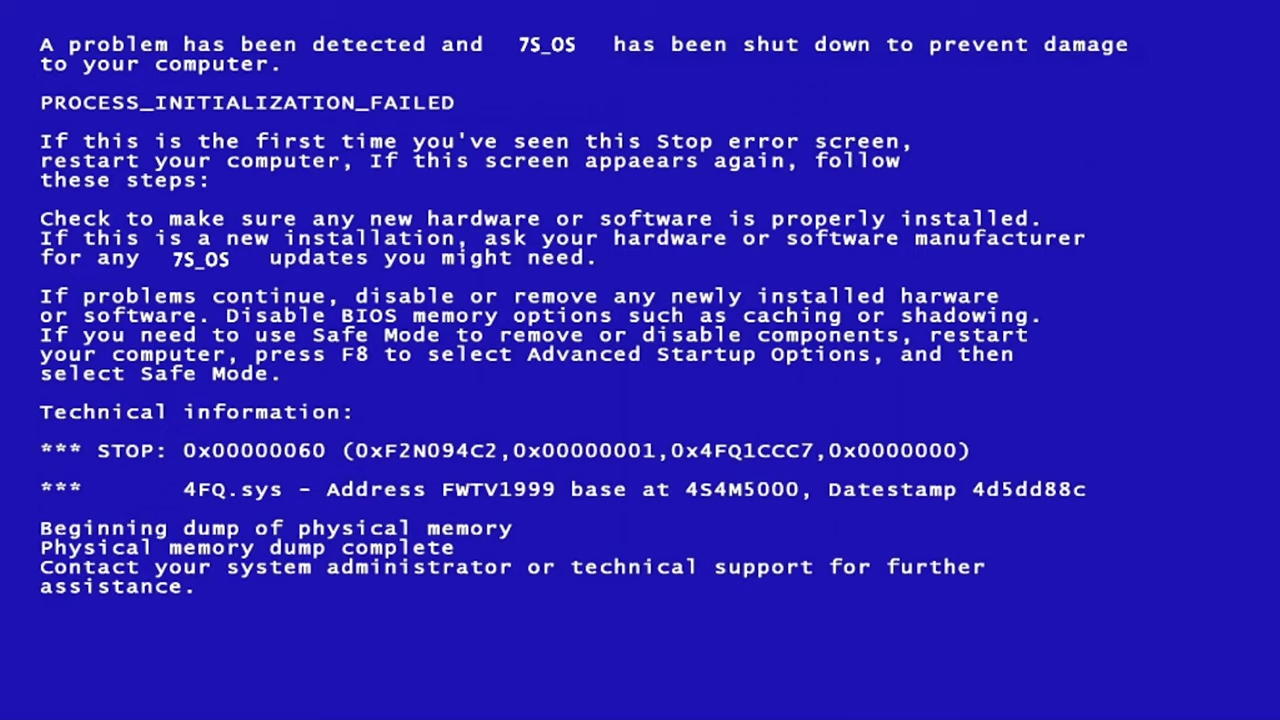 A problem has been detected and 7S_OS has been shut down to prevent damage
to your computer.
PROCESS_INITIALIZATION_FAILED
If this is the first time you've seen this Stop error screen,
restart your computer, If this screen appaears again, follow
these steps:
Check to make sure any new hardware or software is properly installed.
If this is a new installation, ask your hardware or software manufacturer
for any 7S_OS updates you might need.
If problems continue, disable or remove any newly installed harware
or software. Disable BIOS memory options such as caching or shadowing.
If you need to use Safe Mode to remove or disable components, restart
your computer, press F8 to select Advanced Startup Options, and then
select Safe Mode.
Technical information:
*** STOP: 0x00000060 (0xF2N094C2,0x00000001,0x4FQ1CCC7,0x0000000)
*** 4FQ.sys - Address FWTV1999 base at 4S4M5000, Datestamp 4d5dd88c
Beginning dump of physical memory
Physical memory dump complete
Contact your system administrator or technical support for further
assistance.